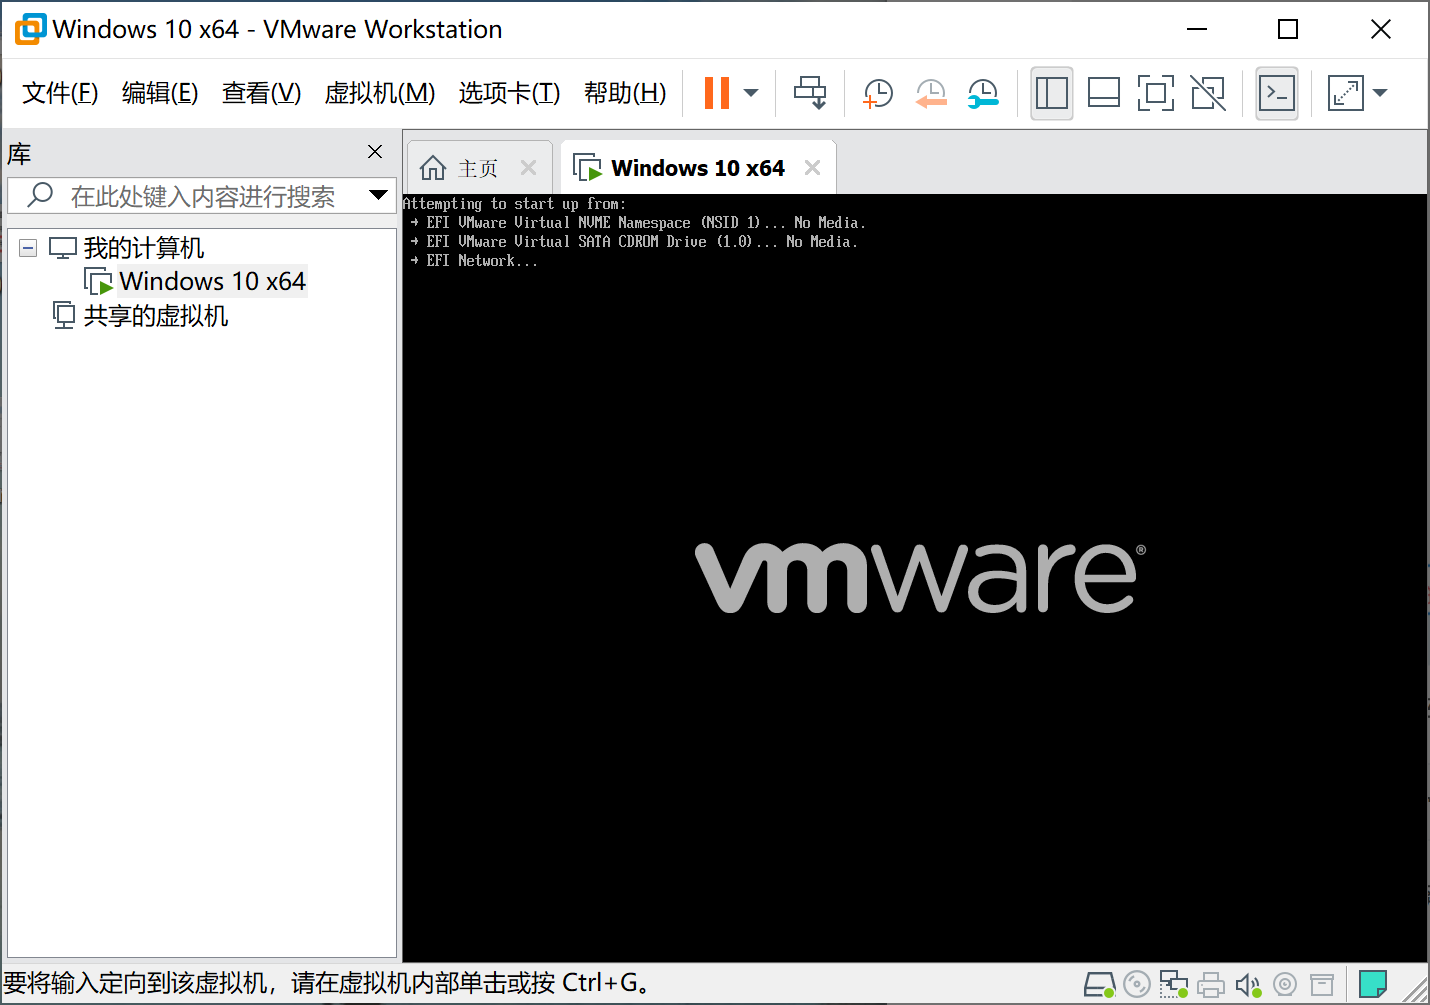 Windows 10 x64 - VMware Workstation
文件(F) 编辑(E) 查看(V) 虚拟机(M) 选项卡(T) 帮助(H)
库
在此处键入内容进行搜索
我的计算机
Windows 10 x64
共享的虚拟机
主页
Windows 10 x64
Attempting to start up from:
→ EFI VMware Virtual NVME Namespace (NSID 1)... No Media.
→ EFI VMware Virtual SATA CDROM Drive (1.0)... No Media.
→ EFI Network...
vmware®
要将输入定向到该虚拟机，请在虚拟机内部单击或按 Ctrl+G。